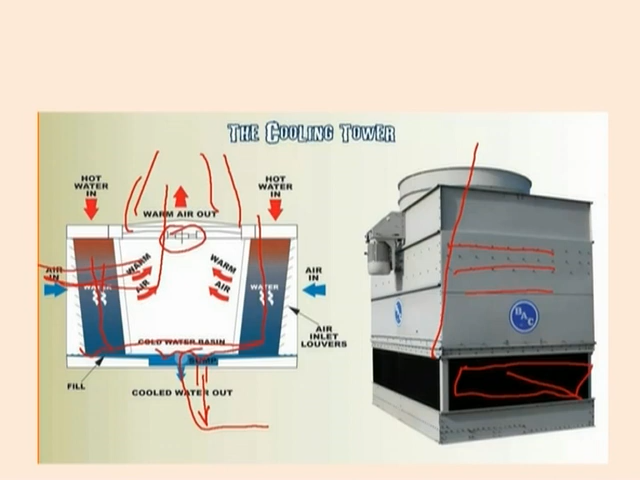 THE COOLING TOWER
HOT
WATER
IN
HOT
WATER
IN
WARM AIR OUT
WARM
AIR
WARM
AIR
AIR
IN
AIR
IN
WATER
WATER
BAC
COLD WATER BASIN
AIR
INLET
LOUVERS
SUMP
FILL
COOLED WATER OUT